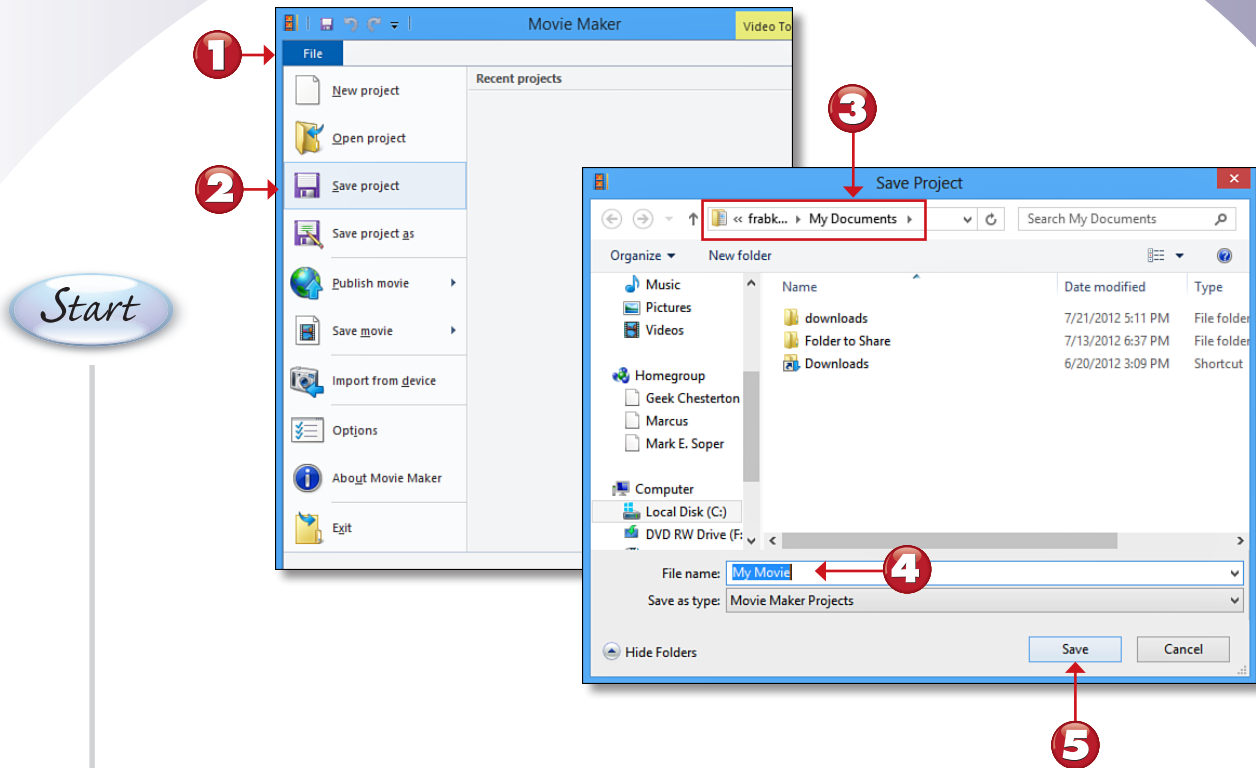 Start
1
2
3
4
5
Movie Maker
Video To
File
Recent projects
New project
Open project
Save project
Save project as
Publish movie
Save movie
Import from device
Options
About Movie Maker
Exit
Save Project
« frabk... My Documents
Search My Documents
Organize New folder
Music
Pictures
Videos
Homegroup
Geek Chesterton
Marcus
Mark E. Soper
Computer
Local Disk (C:)
DVD RW Drive (F:
Name Date modified Type
downloads 7/21/2012 5:11 PM File folder
Folder to Share 7/13/2012 6:37 PM File folder
Downloads 6/20/2012 3:09 PM Shortcut
File name: My Movie
Save as type: Movie Maker Projects
Hide Folders
Save
Cancel